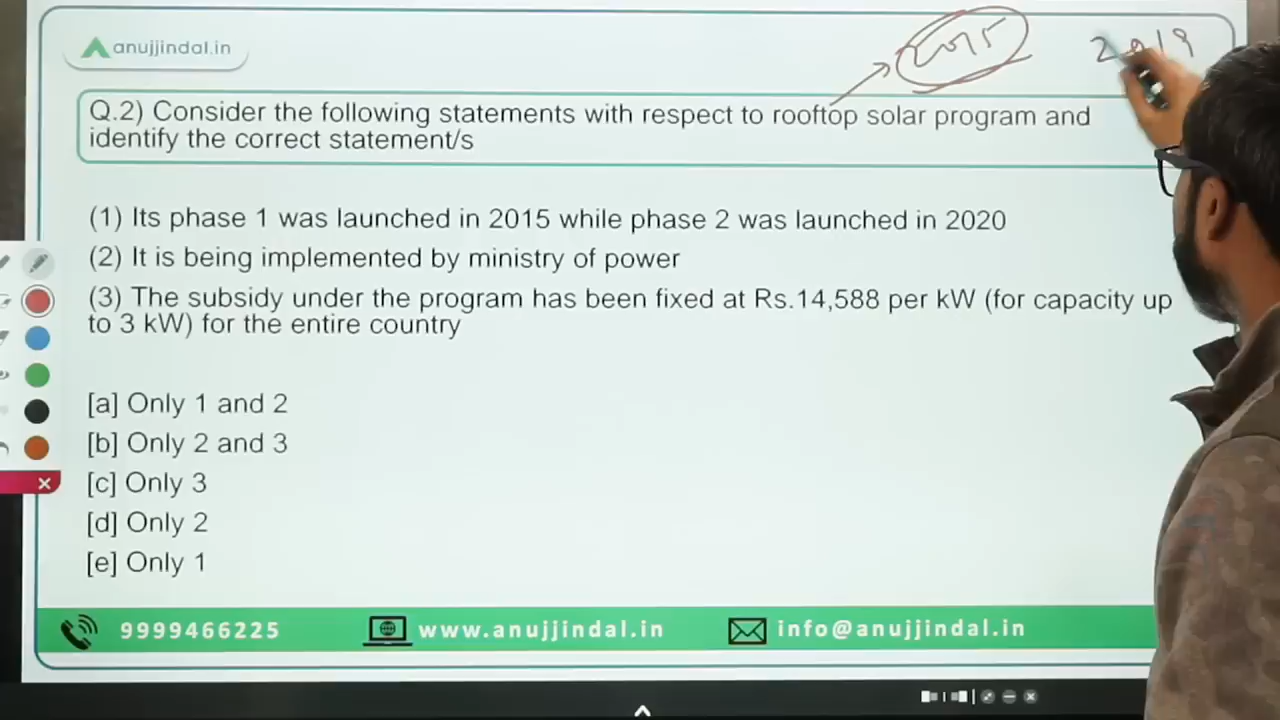 2015 2019
anujjindal.in
Q.2) Consider the following statements with respect to rooftop solar program and
identify the correct statement/s
(1) Its phase 1 was launched in 2015 while phase 2 was launched in 2020
(2) It is being implemented by ministry of power
(3) The subsidy under the program has been fixed at Rs.14,588 per kW (for capacity up
to 3 kW) for the entire country
[a] Only 1 and 2
[b] Only 2 and 3
[c] Only 3
[d] Only 2
[e] Only 1
9999466225 www.anujjindal.in info@anujjindal.in